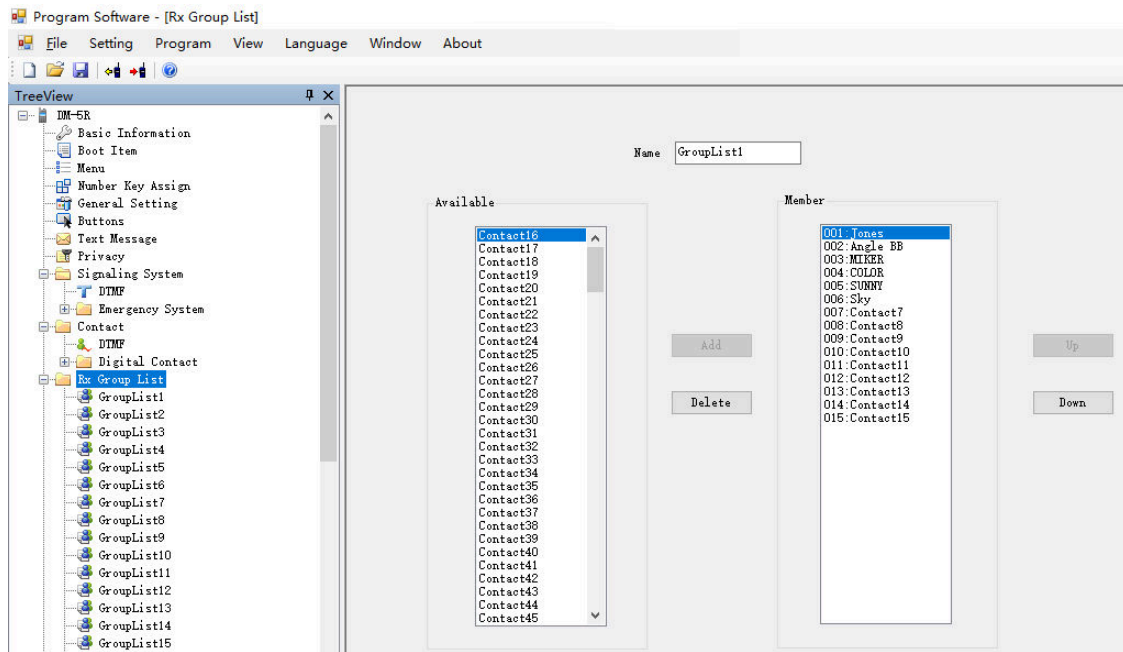 Program Software - [Rx Group List]
File Setting Program View Language Window About
TreeView
DM-5R
Basic Information
Boot Item
Menu
Number Key Assign
General Setting
Buttons
Text Message
Privacy
Signaling System
DTMF
Emergency System
Contact
DTMF
Digital Contact
Rx Group List
GroupList1
GroupList2
GroupList3
GroupList4
GroupList5
GroupList6
GroupList7
GroupList8
GroupList9
GroupList10
GroupList11
GroupList12
GroupList13
GroupList14
GroupList15
Name GroupList1
Available
Contact16
Contact17
Contact18
Contact19
Contact20
Contact21
Contact22
Contact23
Contact24
Contact25
Contact26
Contact27
Contact28
Contact29
Contact30
Contact31
Contact32
Contact33
Contact34
Contact35
Contact36
Contact37
Contact38
Contact39
Contact40
Contact41
Contact42
Contact43
Contact44
Contact45
Add
Delete
Member
001:Jones
002:Angle BB
003:MIKER
004:COLOR
005:SUNNY
006:Sky
007:Contact7
008:Contact8
009:Contact9
010:Contact10
011:Contact11
012:Contact12
013:Contact13
014:Contact14
015:Contact15
Up
Down